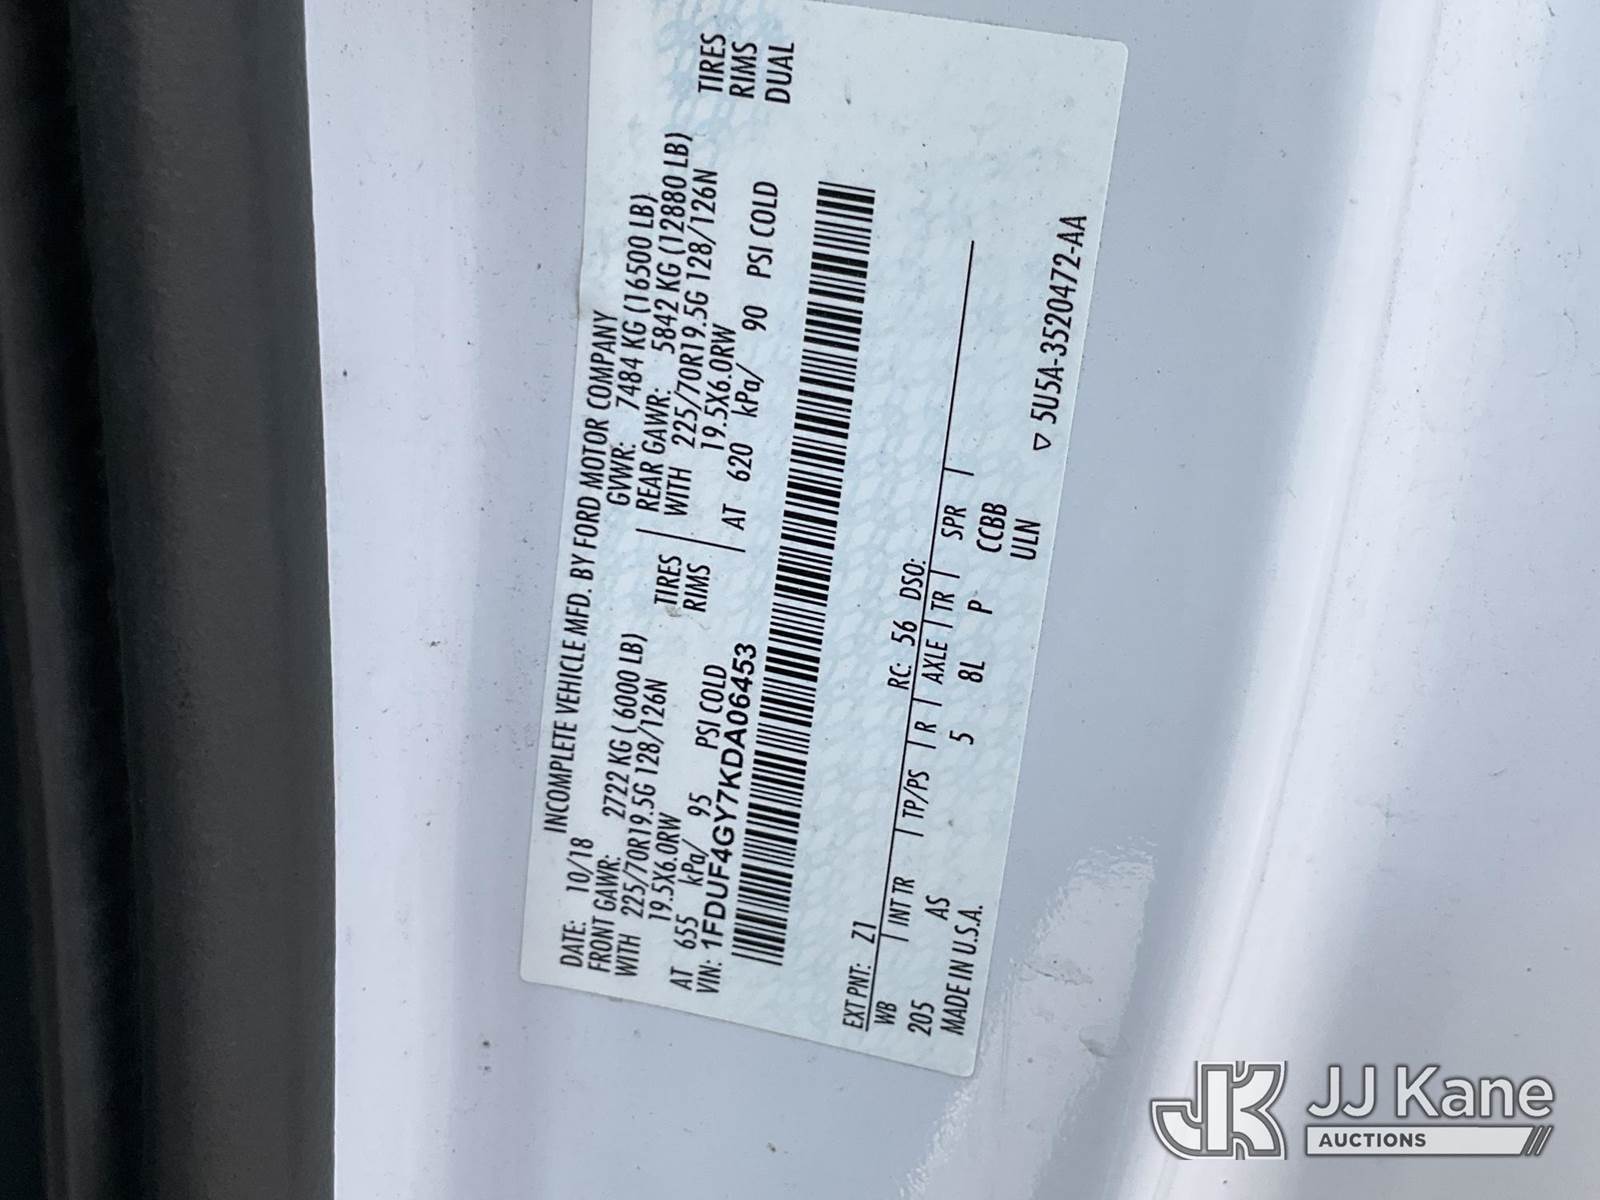 INCOMPLETE VEHICLE MFD. BY FORD MOTOR COMPANY
DATE: 10/18 GVWR: 7484 KG (16500 LB)
FRONT GAWR: 2722 KG ( 6000 LB) REAR GAWR: 5842 KG (12880 LB)
WITH 225/70R19.5G 128/126N TIRES WITH 225/70R19.5G 128/126N TIRES
19.5X6.0RW RIMS 19.5X6.0RW RIMS
AT 655 kPa/ 95 PSI COLD AT 620 kPa/ 90 PSI COLD DUAL
VIN: 1FDUF4GY7KDA06453
EXT PNT: Z1 RC: 56 DSO:
WB INT TR TP/PS R AXLE TR SPR
205 AS 5 8L P CCBB
MADE IN U.S.A. ULN
▽ 5U5A-3520472-AA
JK JJ Kane
AUCTIONS